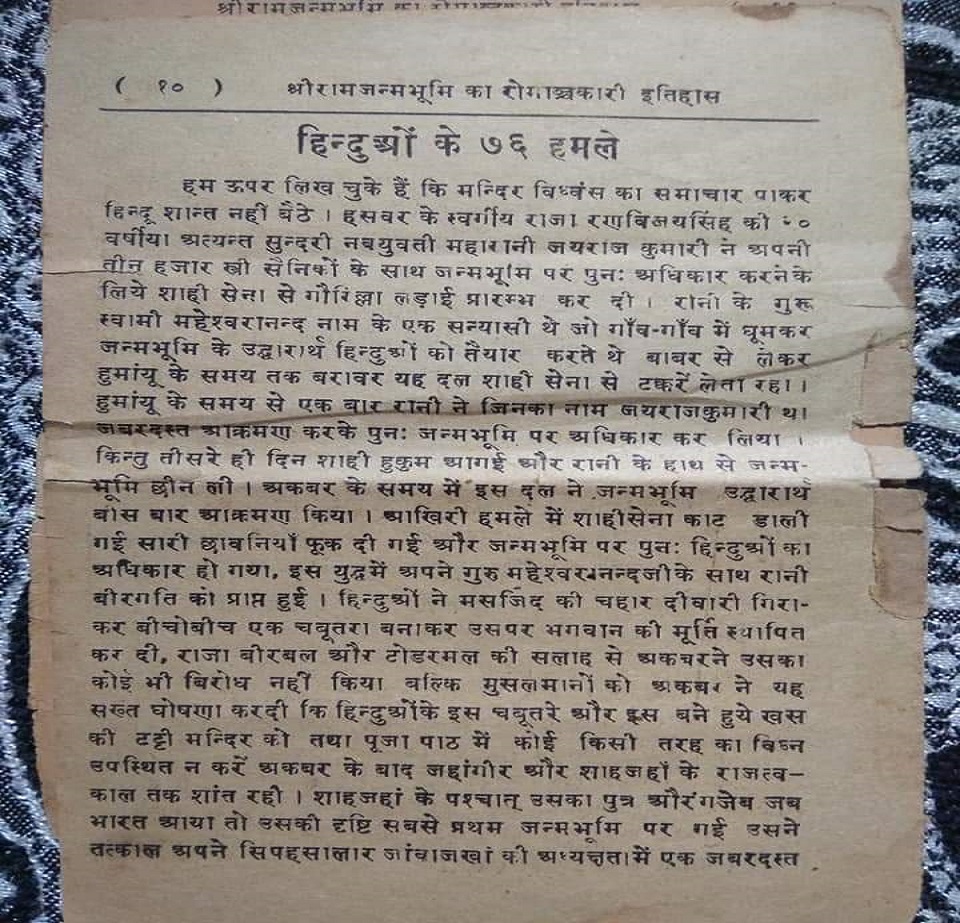 श्रीरामजन्मभूमि का
( १० ) श्रीरामजन्मभूमि का रोमाञ्चकारी इतिहास
हिन्दुओं के ७६ हमले
हम ऊपर लिख चुके हैं कि मन्दिर विध्वंस का समाचार पाकर
हिन्दू शान्त नहीं बैठे । हसवर के स्वर्गीय राजा रणबिजयसिंह की
वर्षीया अत्यन्त सुन्दरी नबयुवती महारानी जयराज कुमारी ने अपनी
तीन हजार स्त्री सैनिकों के साथ जन्मभूमि पर पुनः अधिकार करनेके
लिये शाही सेना से गौरिल्ला लड़ाई प्रारम्भ कर दी । रानी के गुरू
स्वामी महेश्वरानन्द नाम के एक सन्यासी थे जो गाँव-गाँव में घूमकर
जन्मभूमि के उद्धारार्थ हिन्दुओं को तैयार करते थे बाबर से लेकर
हुमांयू के समय तक बराबर यह दल शाही सेना से टक्करें लेता रहा ।
हुमांयू के समय से एक बार रानी ने जिनका नाम जयराजकुमारी था
जबरदस्त आक्रमण करके पुनः जन्मभूमि पर अधिकार कर लिया ।
किन्तु तीसरे ही दिन शाही हुकुम आगई और रानी के हाथ से जन्म-
भूमि छीन ली । अकबर के समय में इस दल ने जन्मभूमि उद्धारार्थ
बीस बार आक्रमण किया । आखिरी हमले में शाहीसेना काट डाली
गई सारी छावनियाँ फूक दी गई और जन्मभूमि पर पुनः हिन्दुओं का
अधिकार हो गया, इस युद्धमें अपने गुरु महेश्वरानन्दजीके साथ रानी
बीरगति को प्राप्त हुई । हिन्दुओं ने मसजिद की चहार दीवारी गिरा-
कर बीचोबीच एक चबूतरा बनाकर उसपर भगवान की मूर्ति स्थापित
कर दी, राजा बीरबल और टोडरमल की सलाह से अकबरने उसका
कोई भी बिरोध नहीं किया बल्कि मुसलमानों को अकबर ने यह
सख्त घोषणा करदी कि हिन्दुओंके इस चबूतरे और इस बने हुये खस
की टट्टी मन्दिर को तथा पूजा पाठ में कोई किसी तरह का बिघ्न
उपस्थित न करें अकबर के बाद जहांगीर और शाहजहाँ के राजत्व-
काल तक शांत रही । शाहजहां के पश्चात् उसका पुत्र औरंगजेब जब
भारत आया तो उसकी दृष्टि सबसे प्रथम जन्मभूमि पर गई उसने
तत्काल अपने सिपहसालार जांवाजखां की अध्यक्षतामें एक जबरदस्त